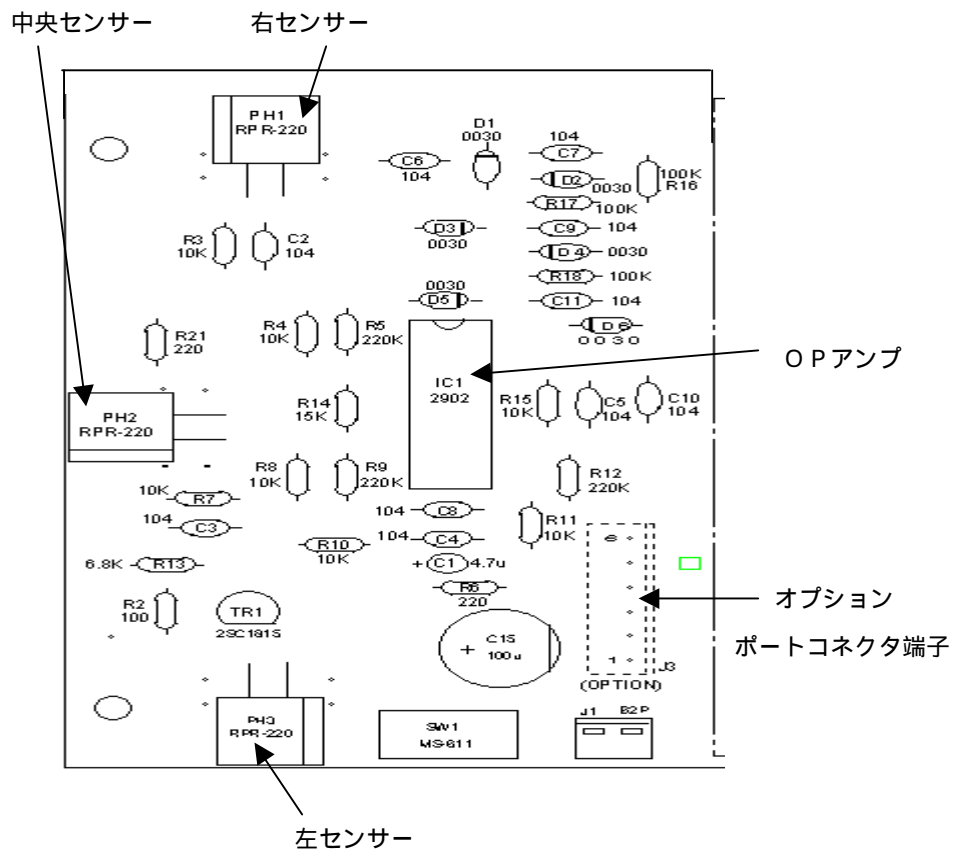 中央センサー
右センサー
PH1
RPR-220
D1
0030
C6
104
104
C7
D2
0030
100K
R16
R17
100K
R3
10K
C2
104
D3
0030
C9
104
D4
0030
R18
100K
0030
D5
C11
104
D6
0030
R21
220
R4
10K
R5
220K
OPアンプ
IC1
2902
R14
15K
R15
10K
C5
104
C10
104
PH2
RPR-220
R8
10K
R9
220K
R12
220K
10K
R7
104
C3
104
C8
R11
10K
R10
10K
104
C4
6
6.8K
R13
+
C1
4.7u
R6
220
R2
100
TR1
2SC1815
オプション
ポートコネクタ端子
+
C15
100u
1
J3
(OPTION)
PH3
RPR-220
SW1
MS-611
J1
B2P
左センサー